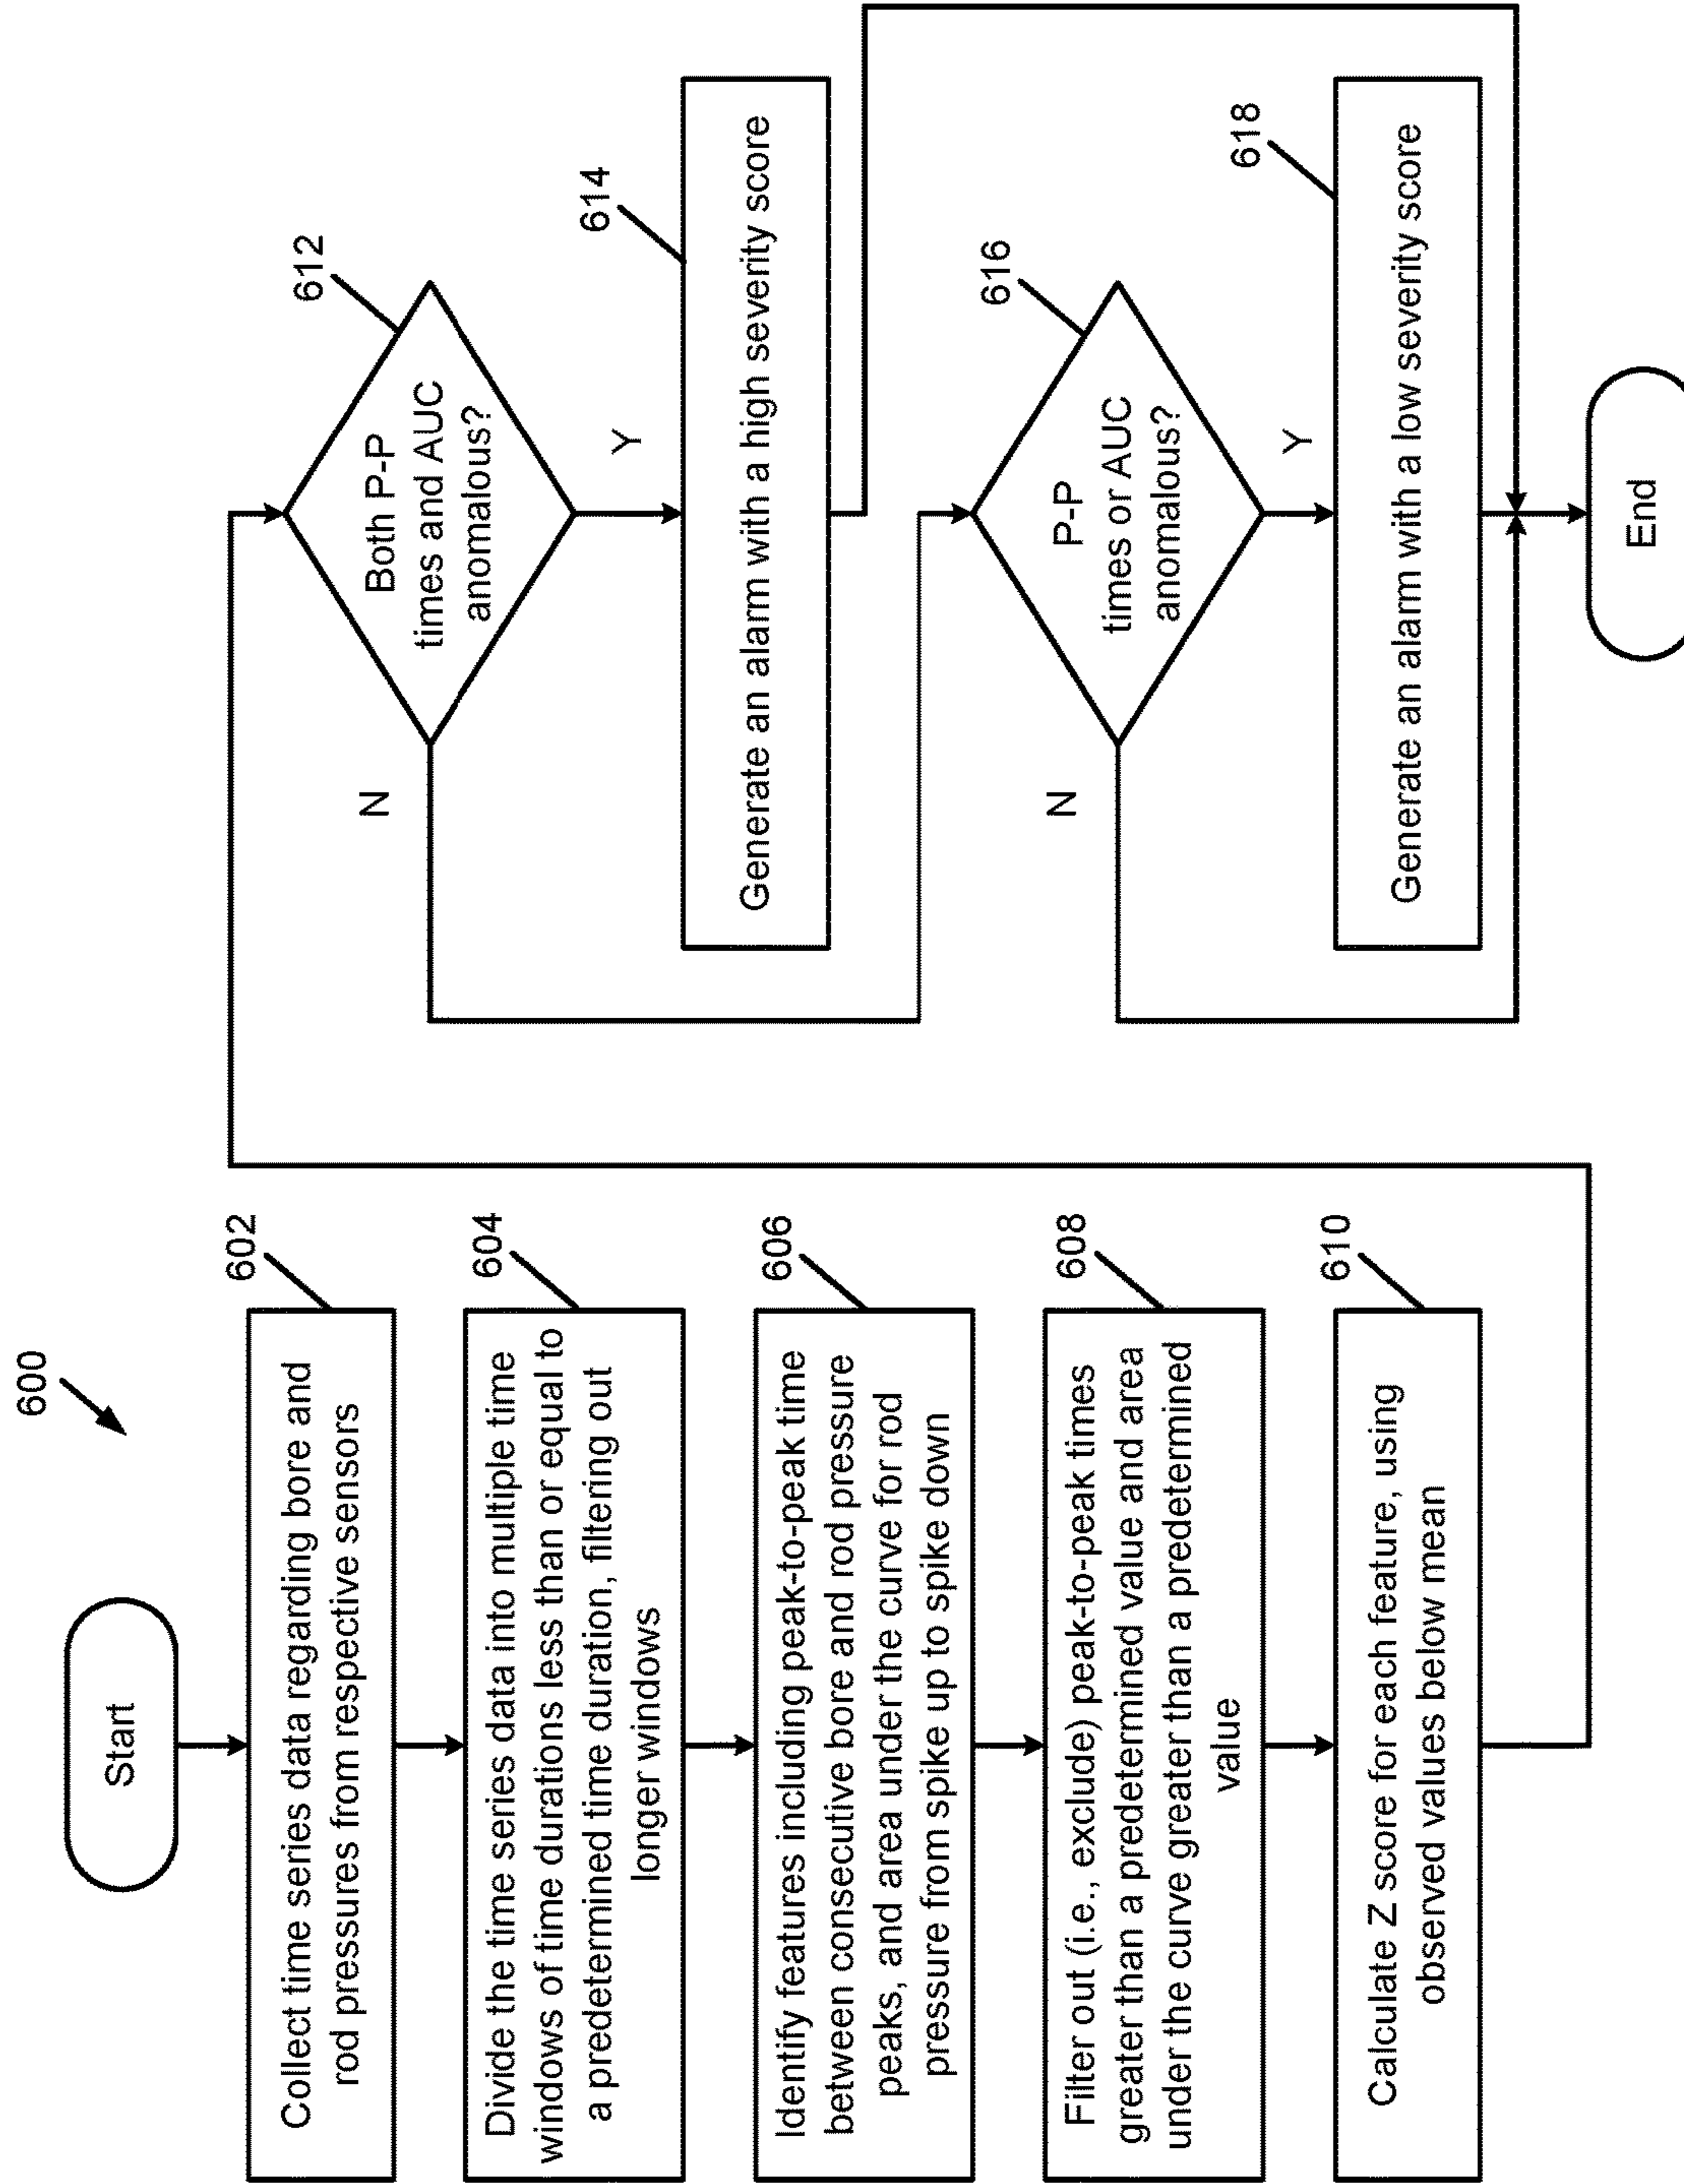 600
Start
602
Collect time series data regarding bore and
rod pressures from respective sensors
604
Divide the time series data into multiple time
windows of time durations less than or equal to
a predetermined time duration, filtering out
longer windows
606
Identify features including peak-to-peak time
between consecutive bore and rod pressure
peaks, and area under the curve for rod
pressure from spike up to spike down
608
Filter out (i.e., exclude) peak-to-peak times
greater than a predetermined value and area
under the curve greater than a predetermined
value
610
Calculate Z score for each feature, using
observed values below mean
612
Both P-P
times and AUC
anomalous?
N
Y
614
Generate an alarm with a high severity score
616
P-P
times or AUC
anomalous?
N
Y
618
Generate an alarm with a low severity score
End